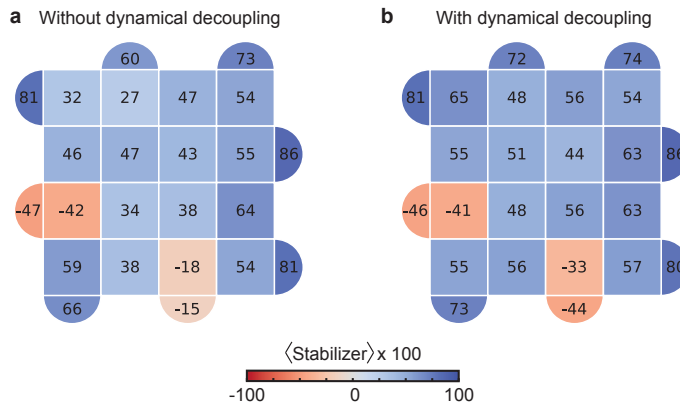 a Without dynamical decoupling
60 73
81 32 27 47 54
46 47 43 55 86
-47 -42 34 38 64
59 38 -18 54 81
66 -15
b With dynamical decoupling
72 74
81 65 48 56 54
55 51 44 63 86
-46 -41 48 56 63
55 56 -33 57 80
73 -44
⟨Stabilizer⟩ x 100
-100 0 100